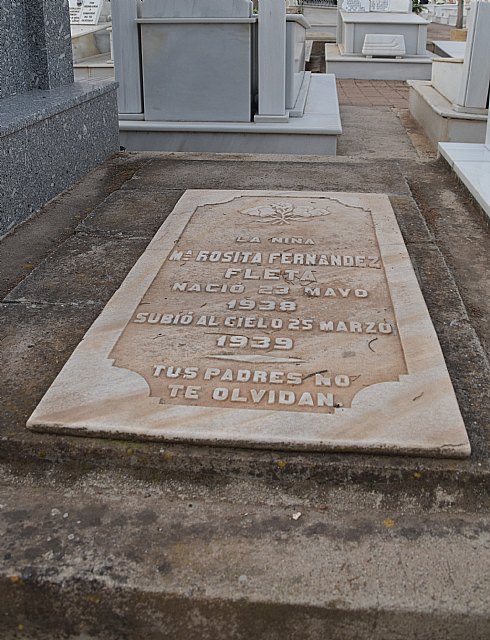 LA NIÑA
Mª ROSITA FERNANDEZ
FLETA
NACIÓ 23 MAYO
1938
SUBIÓ AL CIELO 25 MARZO
1939
TUS PADRES NO
TE OLVIDAN.